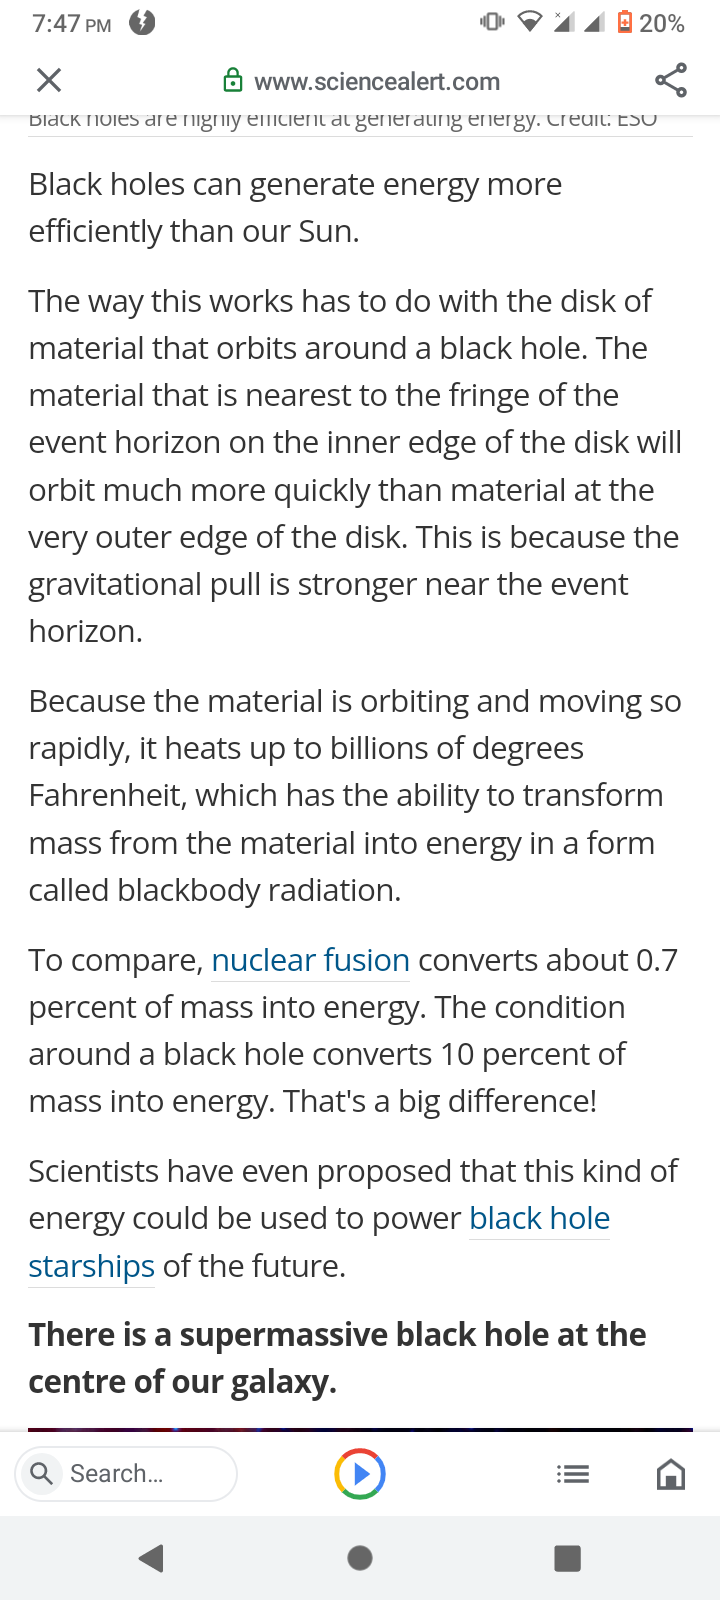 7:47 PM
20%
www.sciencealert.com
Black holes are highly efficient at generating energy. Credit: ESO
Black holes can generate energy more
efficiently than our Sun.
The way this works has to do with the disk of
material that orbits around a black hole. The
material that is nearest to the fringe of the
event horizon on the inner edge of the disk will
orbit much more quickly than material at the
very outer edge of the disk. This is because the
gravitational pull is stronger near the event
horizon.
Because the material is orbiting and moving so
rapidly, it heats up to billions of degrees
Fahrenheit, which has the ability to transform
mass from the material into energy in a form
called blackbody radiation.
To compare, nuclear fusion converts about 0.7
percent of mass into energy. The condition
around a black hole converts 10 percent of
mass into energy. That's a big difference!
Scientists have even proposed that this kind of
energy could be used to power black hole
starships of the future.
There is a supermassive black hole at the
centre of our galaxy.
Search...